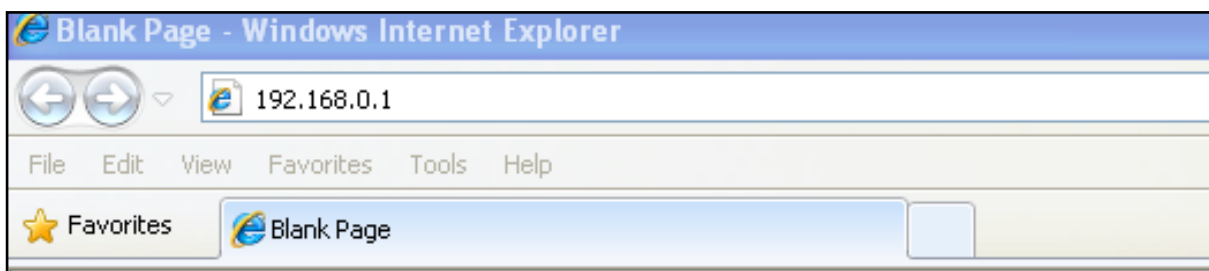 Blank Page - Windows Internet Explorer
192.168.0.1
File Edit View Favorites Tools Help
Favorites Blank Page